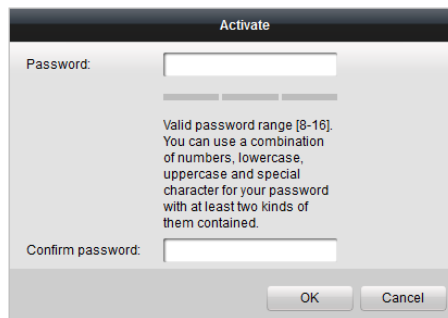 Activate
Password:
Valid password range [8-16].
You can use a combination
of numbers, lowercase,
uppercase and special
character for your password
with at least two kinds of
them contained.
Confirm password:
OK Cancel